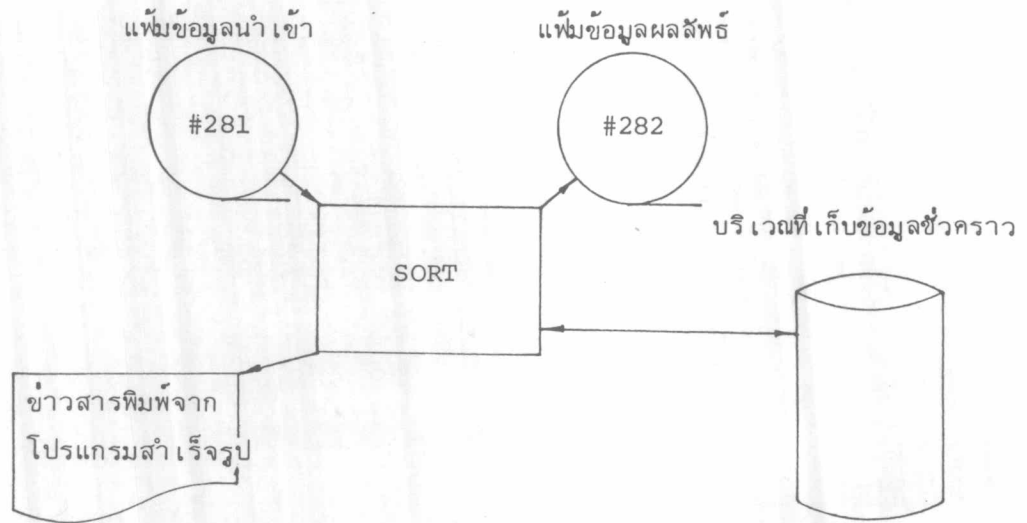 แฟ้มข้อมูลนำเข้า
แฟ้มข้อมูลผลลัพธ์
#281
#282
บริเวณที่เก็บข้อมูลชั่วคราว
SORT
ข่าวสารพิมพ์จาก
โปรแกรมสำเร็จรูป